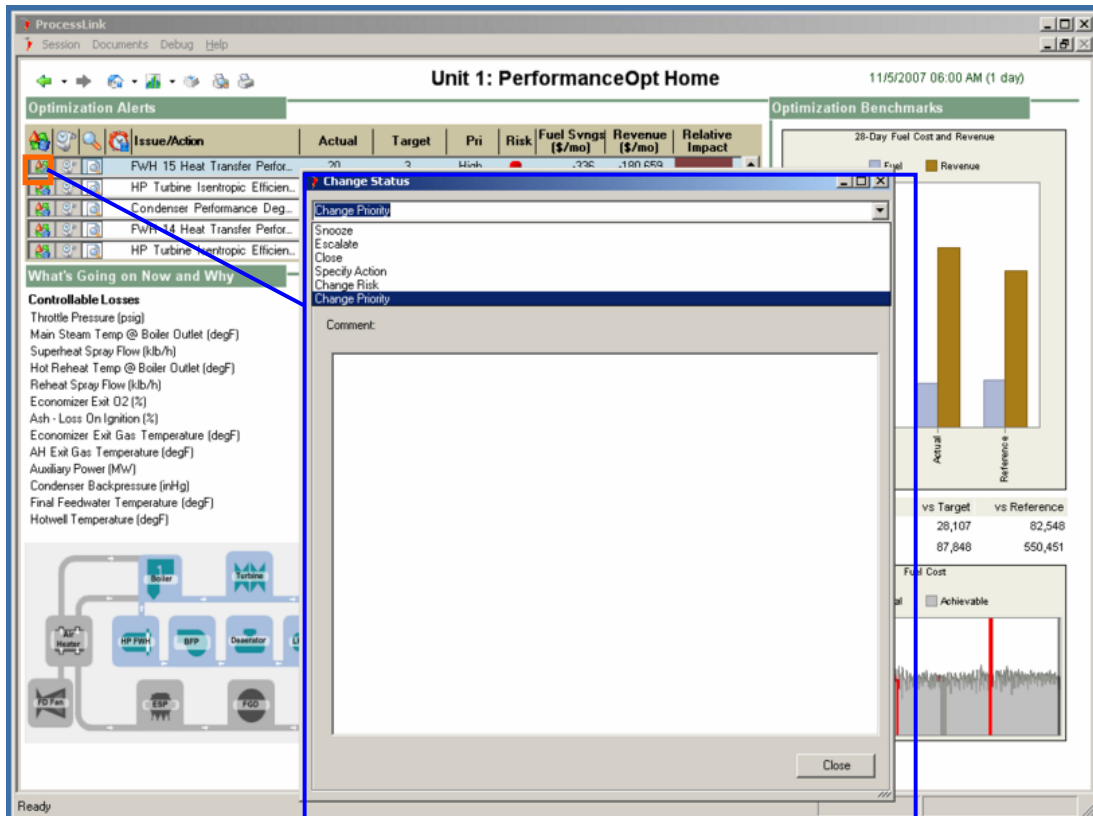 ProcessLink
Session Documents Debug Help
Unit 1: PerformanceOpt Home
11/5/2007 06:00 AM (1 day)
Optimization Alerts
Optimization Benchmarks
Issue/Action Actual Target Pri Risk Fuel Svngs ($/mo) Revenue ($/mo) Relative Impact
FWH 15 Heat Transfer Perfor... 20 3 High -336 -180,659
HP Turbine Isentropic Efficien...
Condenser Performance Deg...
FWH 14 Heat Transfer Perfor...
HP Turbine Isentropic Efficien...
28-Day Fuel Cost and Revenue
Fuel Revenue
Actual
Reference
Change Status
Change Priority
Snooze
Escalate
Close
Specify Action
Change Risk
Change Priority
Comment:
Close
What's Going on Now and Why
Controllable Losses
Throttle Pressure (psig)
Main Steam Temp @ Boiler Outlet (degF)
Superheat Spray Flow (klb/h)
Hot Reheat Temp @ Boiler Outlet (degF)
Reheat Spray Flow (klb/h)
Economizer Exit O2 (%)
Ash - Loss On Ignition (%)
Economizer Exit Gas Temperature (degF)
AH Exit Gas Temperature (degF)
Auxiliary Power (MW)
Condenser Backpressure (inHg)
Final Feedwater Temperature (degF)
Hotwell Temperature (degF)
vs Target vs Reference
28,107 82,548
87,848 550,451
Fuel Cost
Achievable
1
Boiler
Turbine
Air Heater
HP FWH
BFP
Deaerator
FD Fan
ESP
FGD
Ready